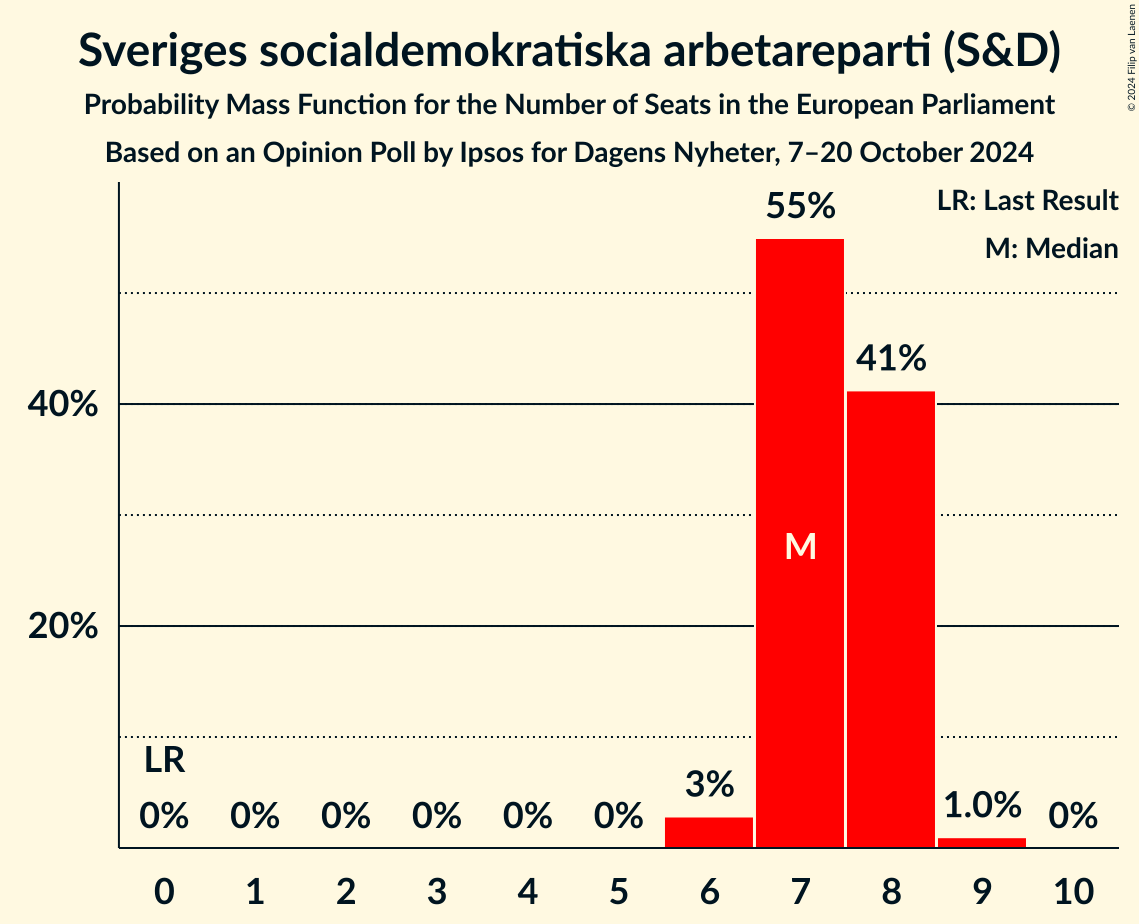 Sveriges socialdemokratiska arbetareparti (S&D)
Probability Mass Function for the Number of Seats in the European Parliament
Based on an Opinion Poll by Ipsos for Dagens Nyheter, 7–20 October 2024
© 2024 Filip van Laenen
LR: Last Result
M: Median
55%
41%
40%
M
20%
LR
0% 0% 0% 0% 0% 0% 3% 1.0% 0%
0 1 2 3 4 5 6 7 8 9 10